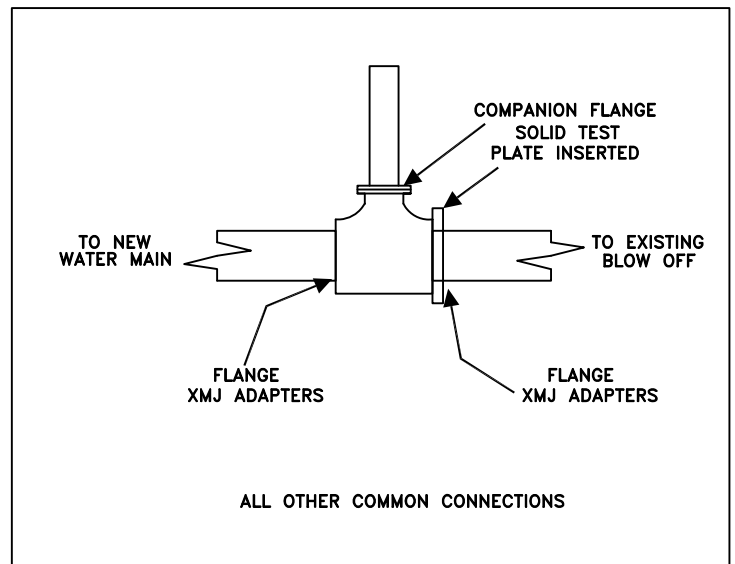 COMPANION FLANGE
SOLID TEST
PLATE INSERTED
TO NEW
WATER MAIN
TO EXISTING
BLOW OFF
FLANGE
XMJ ADAPTERS
FLANGE
XMJ ADAPTERS
ALL OTHER COMMON CONNECTIONS